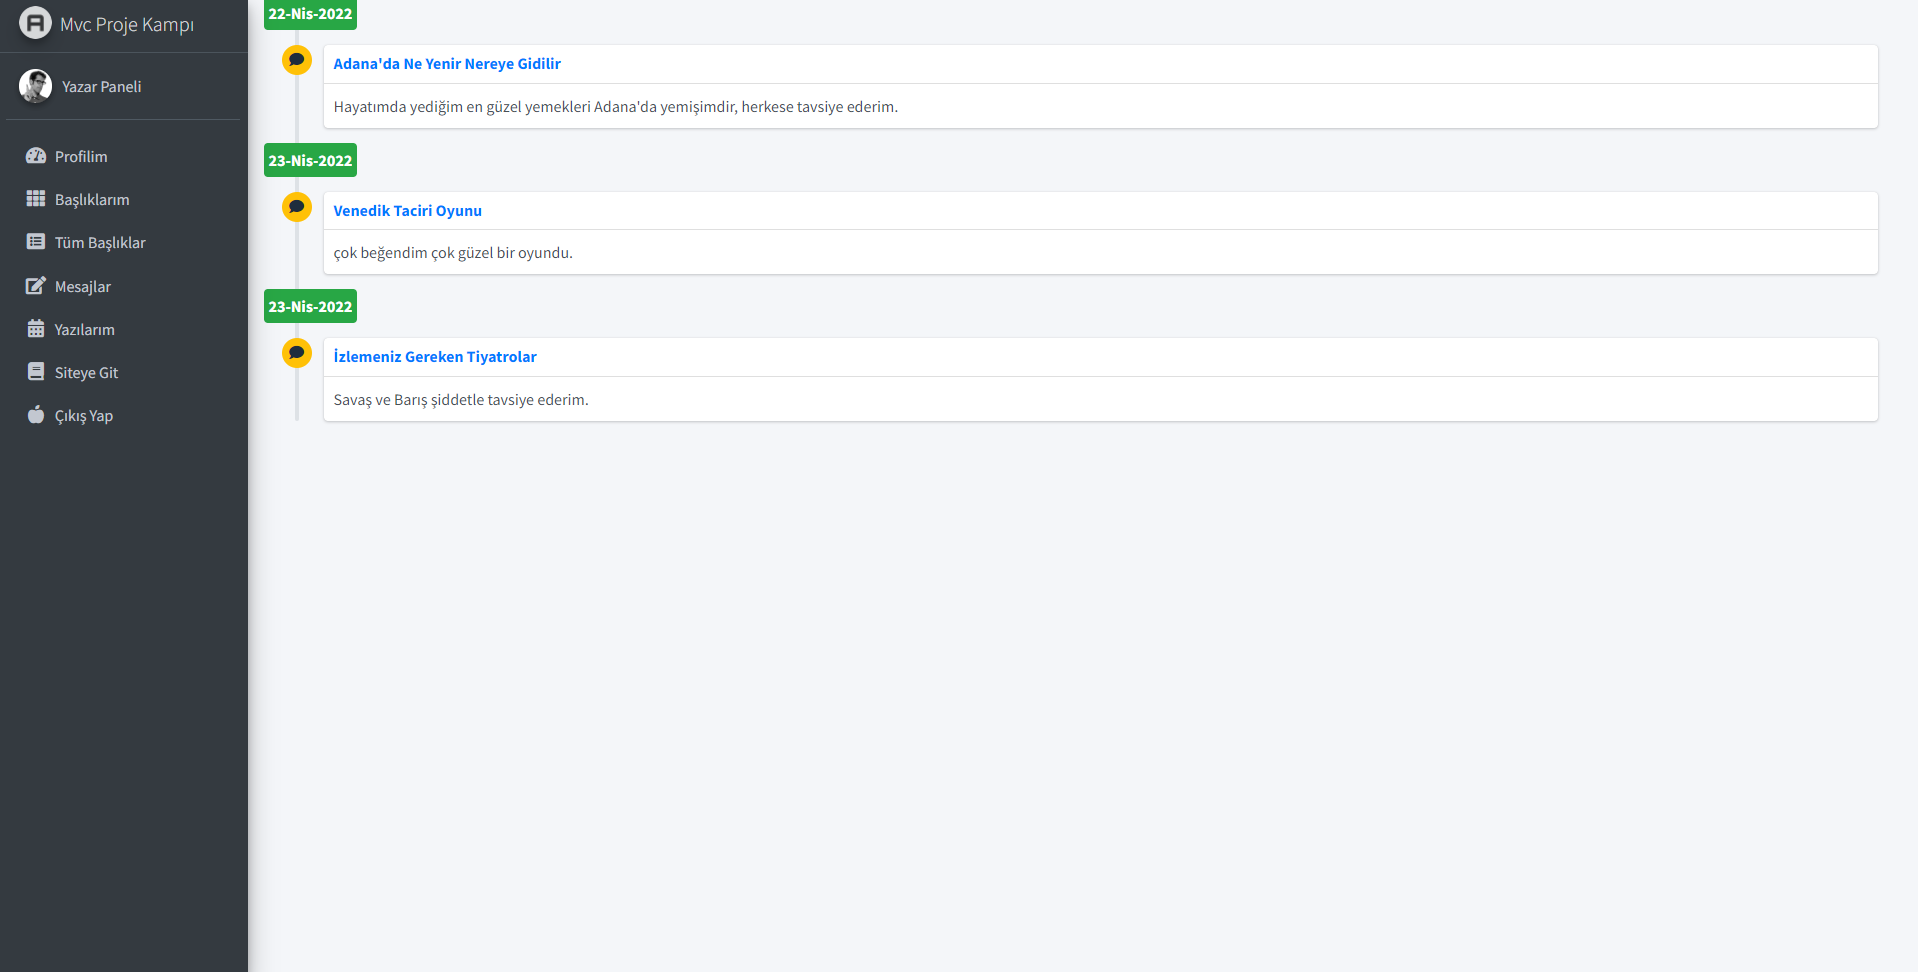 Mvc Proje Kampı
Yazar Paneli
Profilim
Başlıklarım
Tüm Başlıklar
Mesajlar
Yazılarım
Siteye Git
Çıkış Yap
22-Nis-2022
Adana'da Ne Yenir Nereye Gidilir
Hayatımda yediğim en güzel yemekleri Adana'da yemişimdir, herkese tavsiye ederim.
23-Nis-2022
Venedik Taciri Oyunu
çok beğendim çok güzel bir oyundu.
23-Nis-2022
İzlemeniz Gereken Tiyatrolar
Savaş ve Barış şiddetle tavsiye ederim.